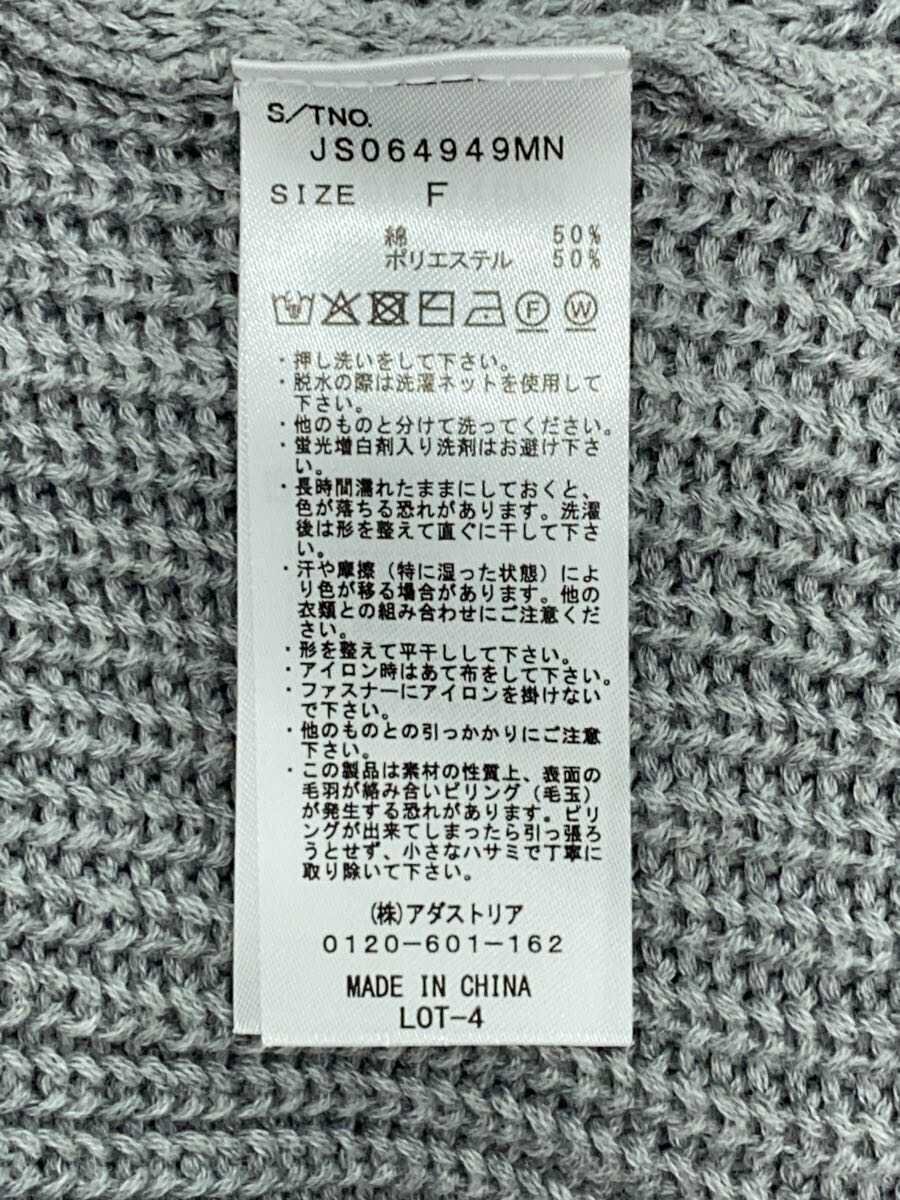 S/TNO.
JS064949MN
SIZE F
綿 50%
ポリエステル 50%
F W
・押し洗いをして下さい。
・脱水の際は洗濯ネットを使用して
下さい。
・他のものと分けて洗ってください。
・蛍光増白剤入り洗剤はお避け下さ
い。
・長時間濡れたままにしておくと、
色が落ちる恐れがあります。洗濯
後は形を整えて直ぐに干して下さ
い。
・汗や摩擦（特に湿った状態）によ
り色が移る場合があります。他の
衣類との組み合わせにご注意くだ
さい。
・形を整えて平干しして下さい。
・アイロン時はあて布をして下さい。
・ファスナーにアイロンを掛けない
で下さい。
・他のものとの引っかかりにご注意
下さい。
・この製品は素材の性質上、表面の
毛羽が絡み合いピリング（毛玉）
が発生する恐れがあります。ピリ
ングが出来てしまったら引っ張ろ
うとせず、小さなハサミで丁寧に
取り除いて下さい。
(株)アダストリア
0120-601-162
MADE IN CHINA
LOT-4